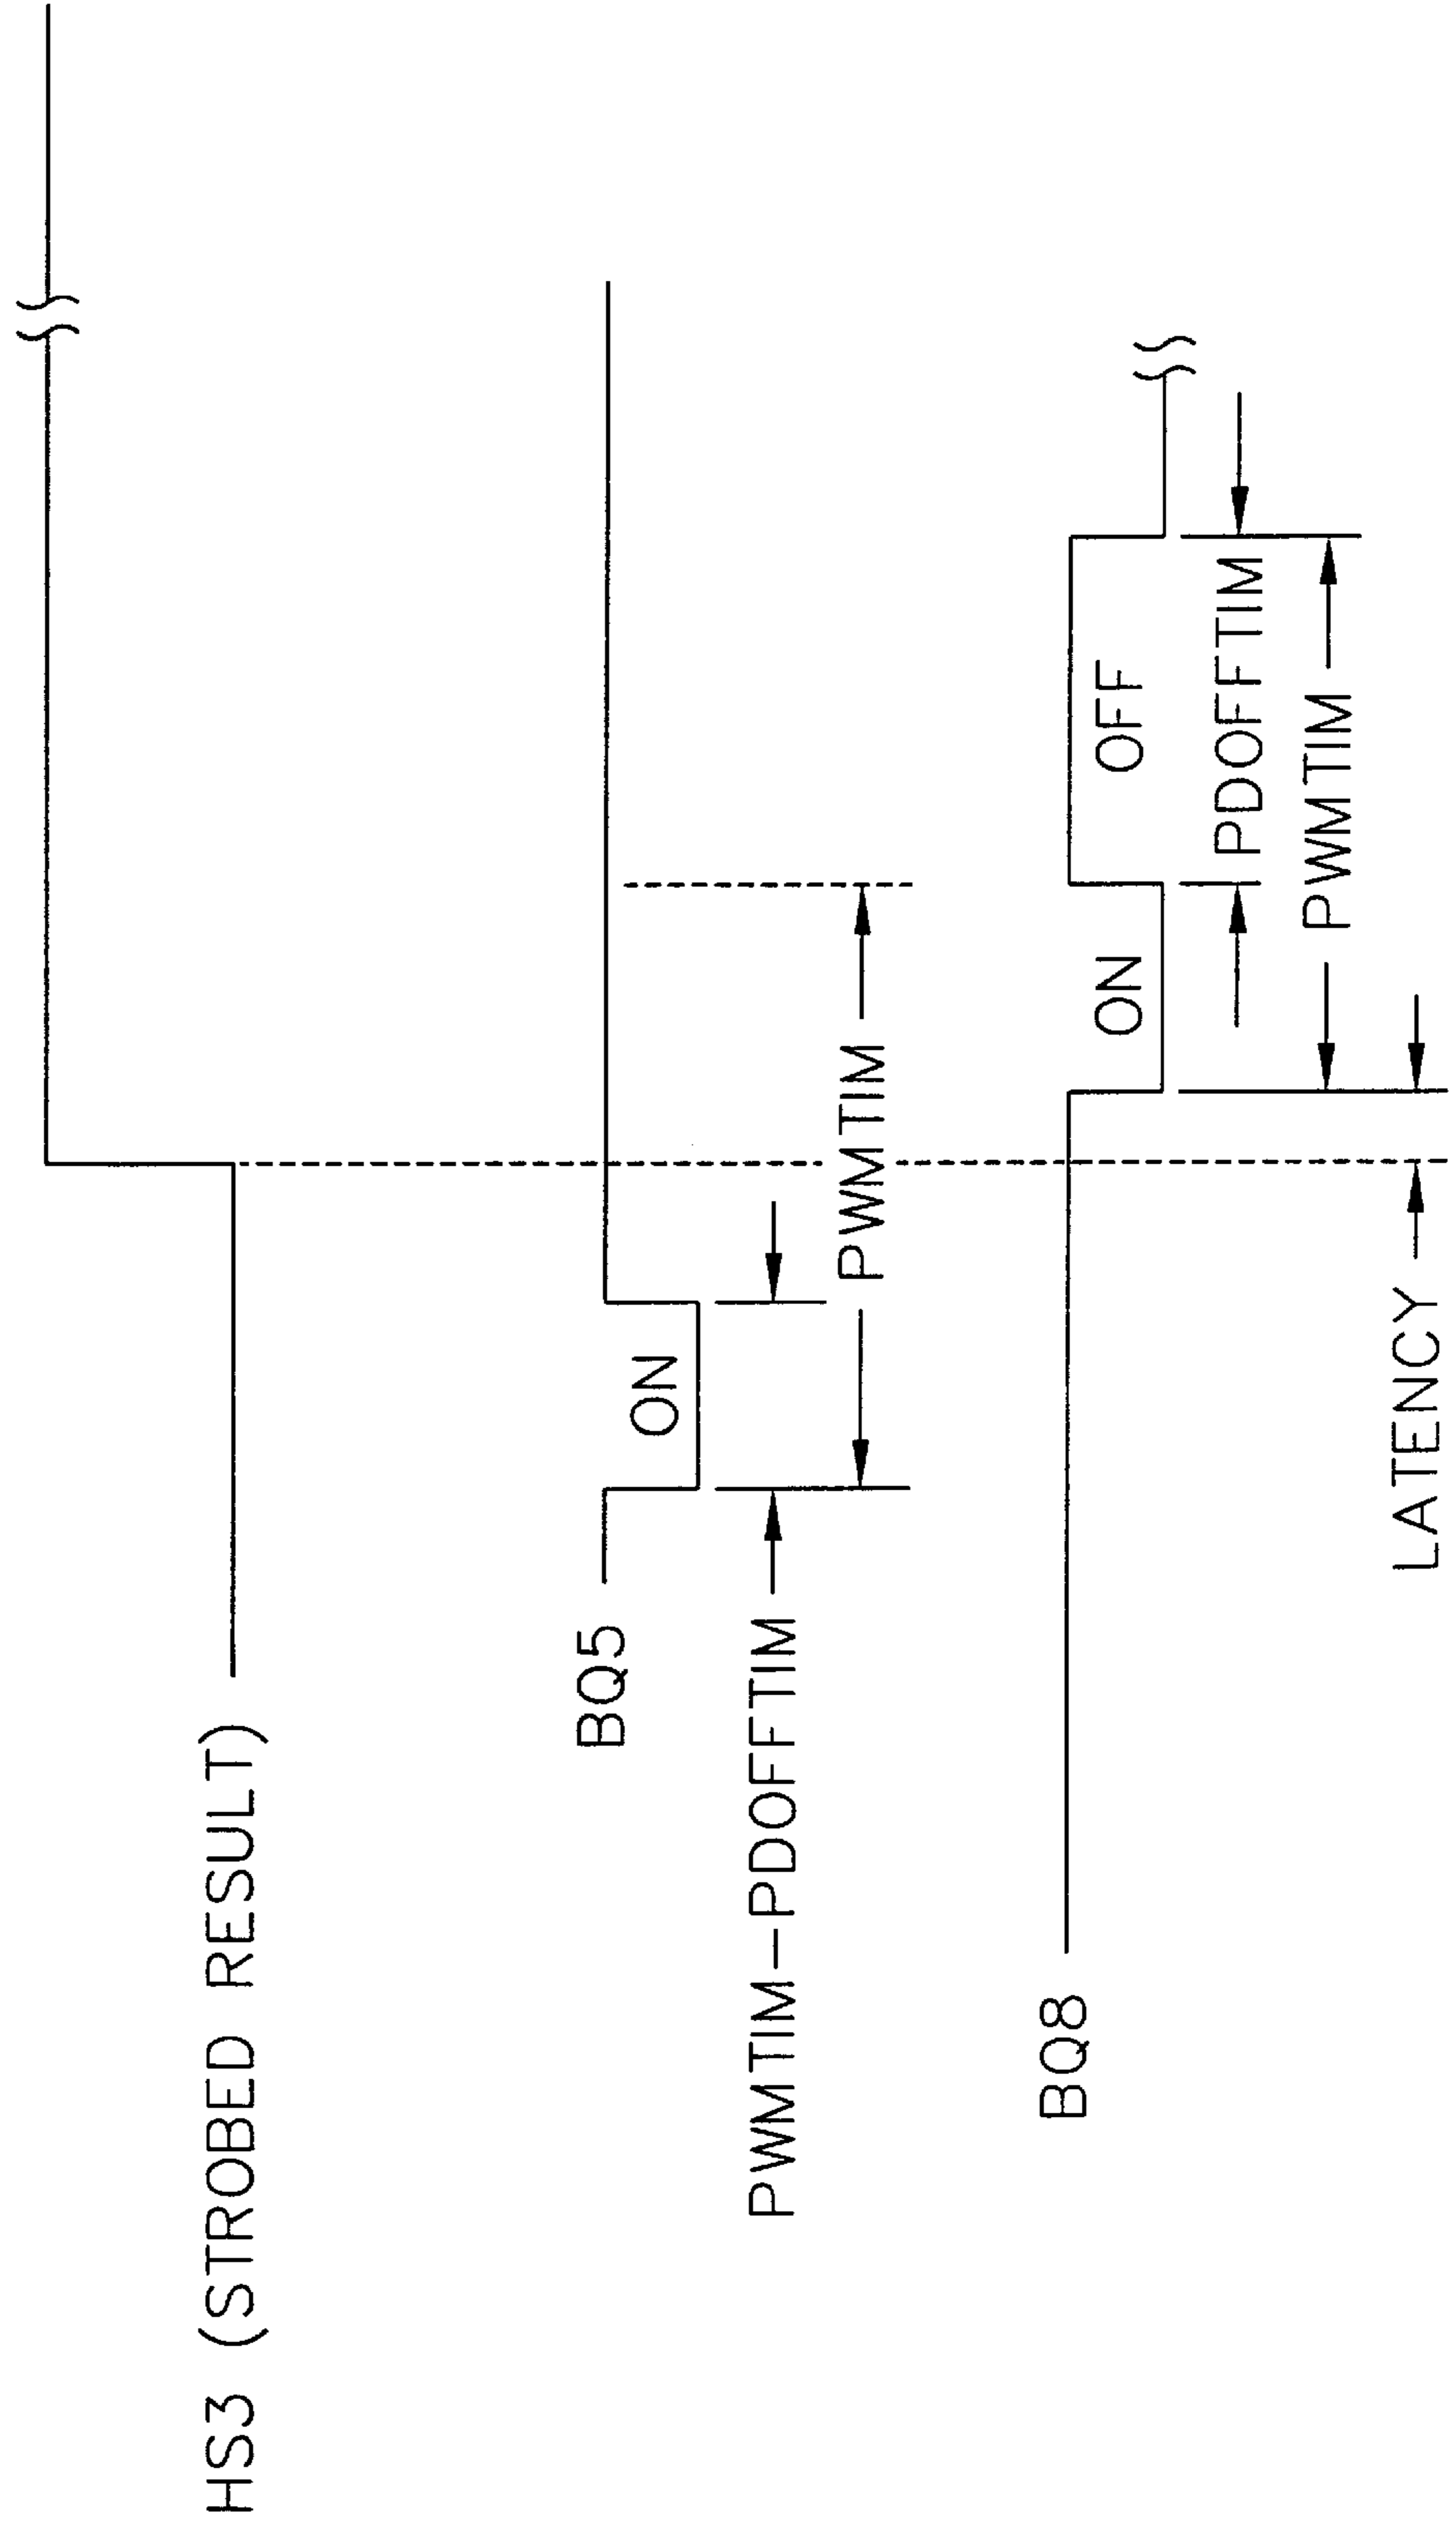 HS3 (STROBED RESULT)
BQ5
ON
PWMTIM-PDOFFTIM
PWMTIM
BQ8
ON
OFF
PDOFFTIM
PWMTIM
LATENCY